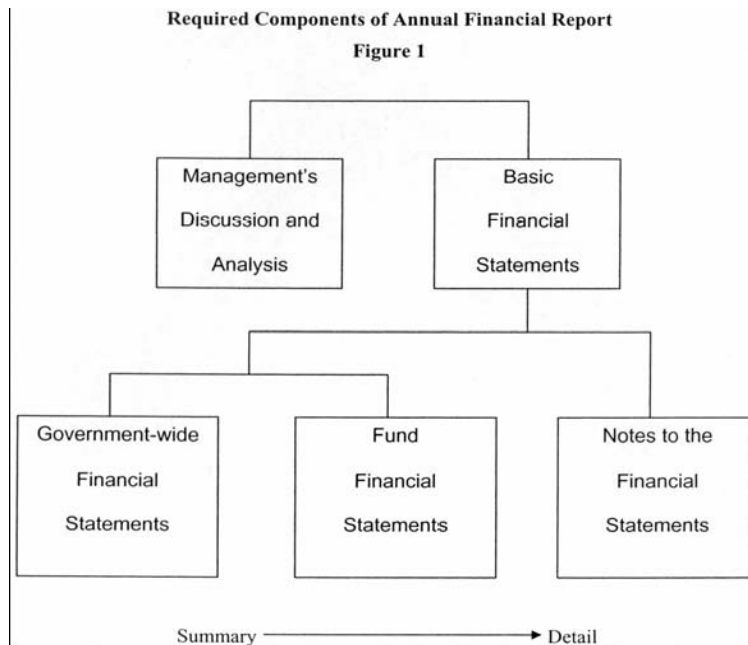 Required Components of Annual Financial Report
Figure 1
Management's
Discussion and
Analysis
Basic
Financial
Statements
Government-wide
Financial
Statements
Fund
Financial
Statements
Notes to the
Financial
Statements
Summary
Detail